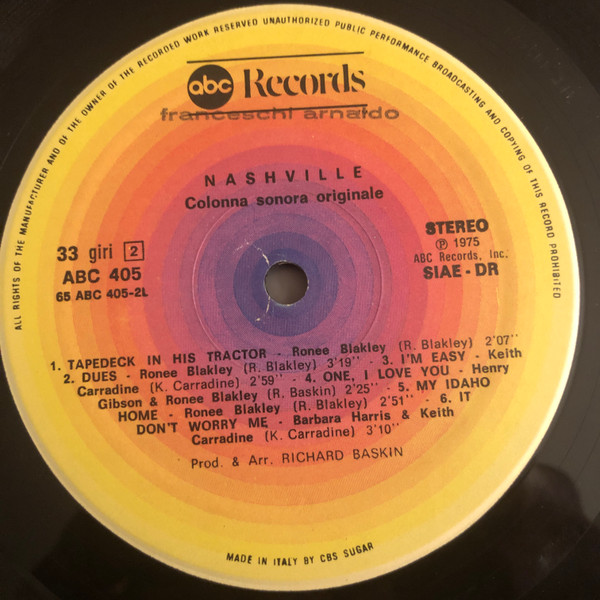 ALL RIGHTS OF THE MANUFACTURER AND OF THE OWNER OF THE RECORDED WORK RESERVED UNAUTHORIZED PUBLIC PERFORMANCE BROADCASTING AND COPYING OF THIS RECORD PROHIBITED
abc Records
franceschi arnaldo
NASHVILLE
Colonna sonora originale
33 giri 2
ABC 405
65 ABC 405-2L
STEREO
℗ 1975
ABC Records, Inc.
SIAE - DR
1. TAPEDECK IN HIS TRACTOR - Ronee Blakley (R. Blakley) 2'07''
2. DUES - Ronee Blakley (R. Blakley) 3'19'' - 3. I'M EASY - Keith
Carradine (K. Carradine) 2'59'' - 4. ONE, I LOVE YOU - Henry
Gibson & Ronee Blakley (R. Baskin) 2'25'' - 5. MY IDAHO
HOME - Ronee Blakley (R. Blakley) 2'51'' - 6. IT
DON'T WORRY ME - Barbara Harris & Keith
Carradine (K. Carradine) 3'10''
Prod. & Arr. RICHARD BASKIN
MADE IN ITALY BY CBS SUGAR